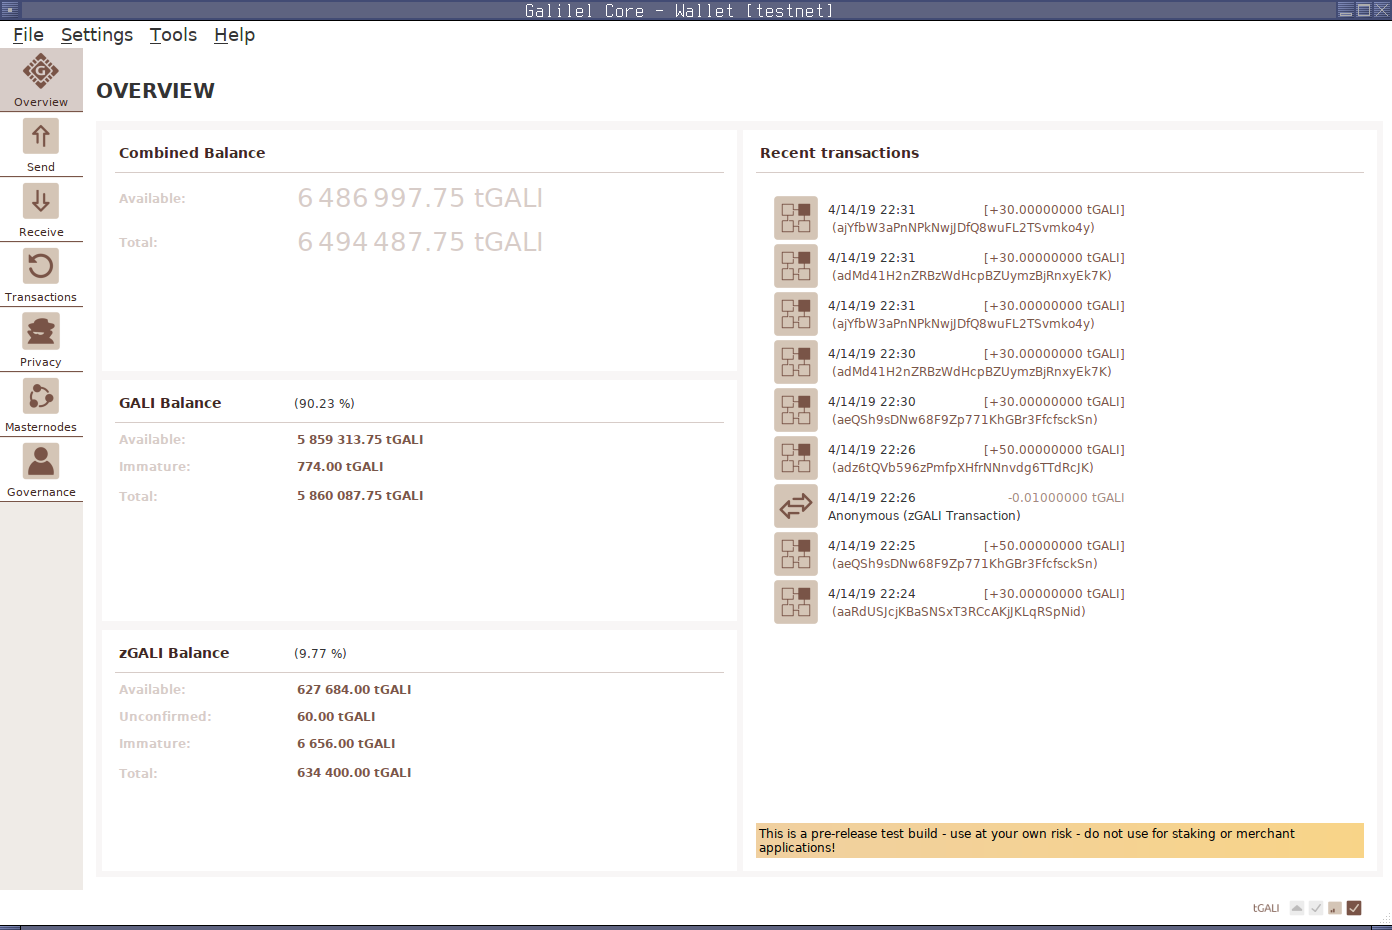 Galilel Core - Wallet [testnet]
File Settings Tools Help
Overview
Send
Receive
Transactions
Privacy
Masternodes
Governance
OVERVIEW
Combined Balance
Available: 6 486 997.75 tGALI
Total: 6 494 487.75 tGALI
GALI Balance (90.23 %)
Available: 5 859 313.75 tGALI
Immature: 774.00 tGALI
Total: 5 860 087.75 tGALI
zGALI Balance (9.77 %)
Available: 627 684.00 tGALI
Unconfirmed: 60.00 tGALI
Immature: 6 656.00 tGALI
Total: 634 400.00 tGALI
Recent transactions
4/14/19 22:31 [+30.00000000 tGALI]
(ajYfbW3aPnNPkNwjJDfQ8wuFL2TSvmko4y)
4/14/19 22:31 [+30.00000000 tGALI]
(adMd41H2nZRBzWdHcpBZUymzBjRnxyEk7K)
4/14/19 22:31 [+30.00000000 tGALI]
(ajYfbW3aPnNPkNwjJDfQ8wuFL2TSvmko4y)
4/14/19 22:30 [+30.00000000 tGALI]
(adMd41H2nZRBzWdHcpBZUymzBjRnxyEk7K)
4/14/19 22:30 [+30.00000000 tGALI]
(aeQSh9sDNw68F9Zp771KhGBr3FfcfsckSn)
4/14/19 22:26 [+50.00000000 tGALI]
(adz6tQVb596zPmfpXHfrNNnvdg6TTdRcJK)
4/14/19 22:26 -0.01000000 tGALI
Anonymous (zGALI Transaction)
4/14/19 22:25 [+50.00000000 tGALI]
(aeQSh9sDNw68F9Zp771KhGBr3FfcfsckSn)
4/14/19 22:24 [+30.00000000 tGALI]
(aaRdUSJcjKBaSNSxT3RCcAKjJKLqRSpNid)
This is a pre-release test build - use at your own risk - do not use for staking or merchant
applications!
tGALI